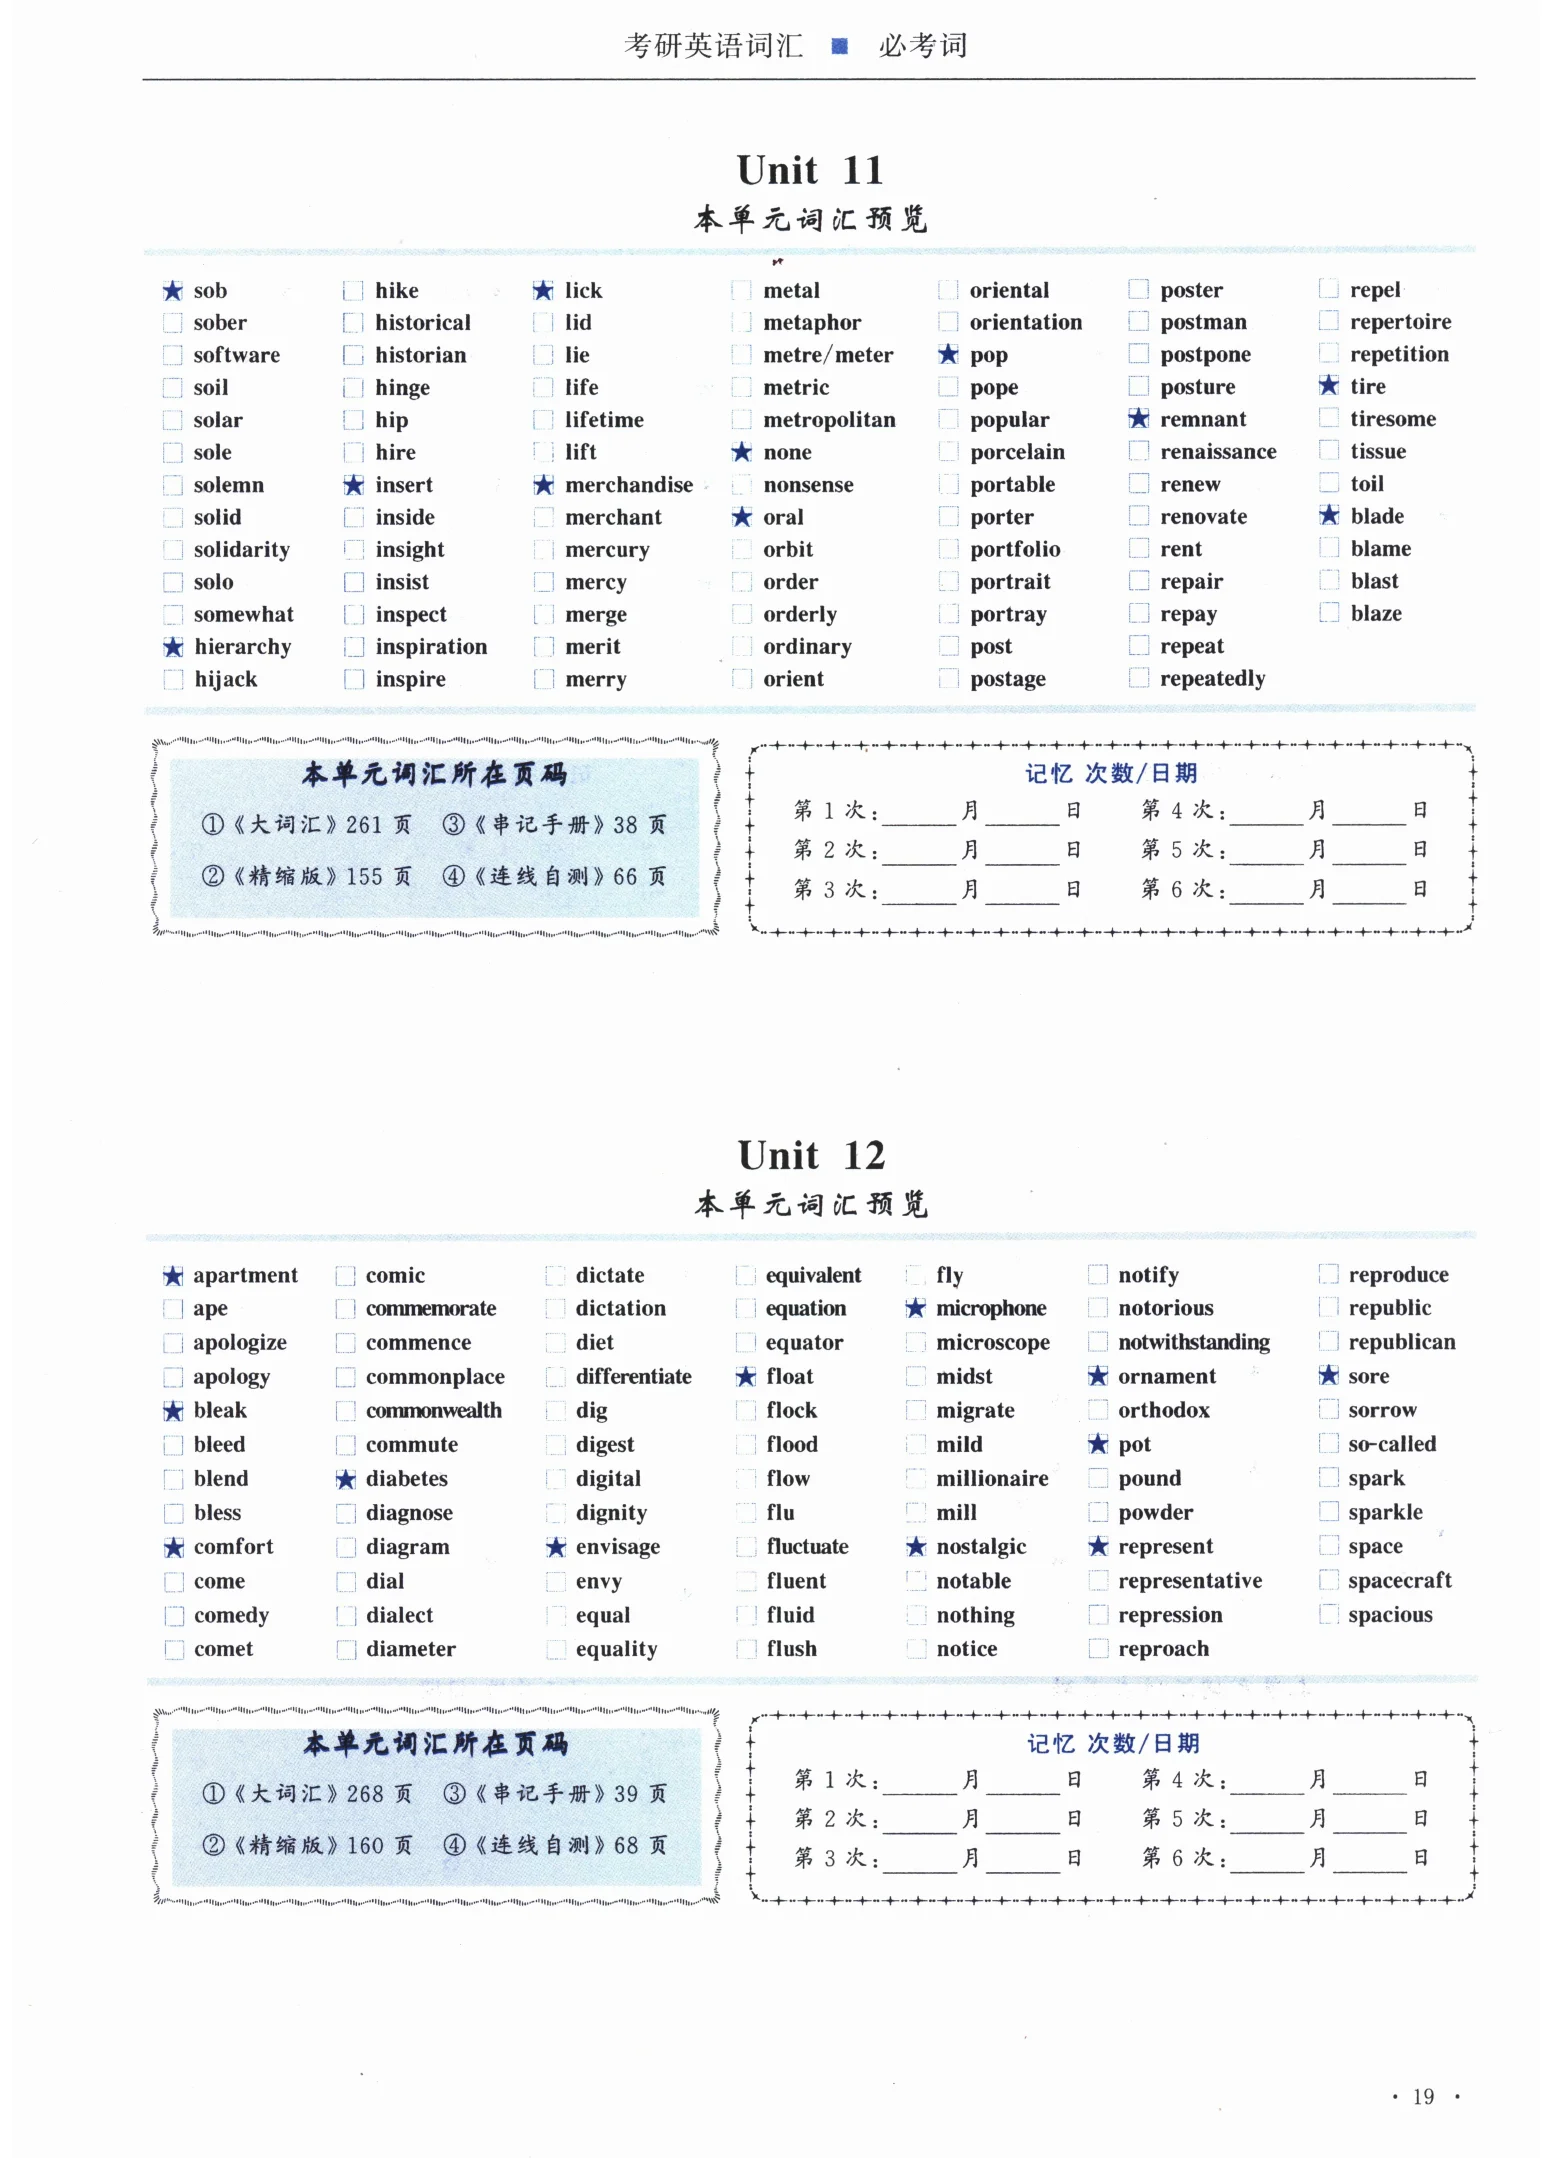 考研英语词汇 ■ 必考词
Unit 11
本单元词汇预览
★ sob □ hike ★ lick □ metal □ oriental □ poster □ repel
□ sober □ historical □ lid □ metaphor □ orientation □ postman □ repertoire
□ software □ historian □ lie □ metre/meter ★ pop □ postpone □ repetition
□ soil □ hinge □ life □ metric □ pope □ posture ★ tire
□ solar □ hip □ lifetime □ metropolitan □ popular ★ remnant □ tiresome
□ sole □ hire □ lift ★ none □ porcelain □ renaissance □ tissue
□ solemn ★ insert ★ merchandise □ nonsense □ portable □ renew □ toil
□ solid □ inside □ merchant ★ oral □ porter □ renovate ★ blade
□ solidarity □ insight □ mercury □ orbit □ portfolio □ rent □ blame
□ solo □ insist □ mercy □ order □ portrait □ repair □ blast
□ somewhat □ inspect □ merge □ orderly □ portray □ repay □ blaze
★ hierarchy □ inspiration □ merit □ ordinary □ post □ repeat
□ hijack □ inspire □ merry □ orient □ postage □ repeatedly
本单元词汇所在页码
①《大词汇》261 页 ③《串记手册》38 页
②《精缩版》155 页 ④《连线自测》66 页
记忆 次数/日期
第 1 次:______月______日 第 4 次:______月______日
第 2 次:______月______日 第 5 次:______月______日
第 3 次:______月______日 第 6 次:______月______日
Unit 12
本单元词汇预览
★ apartment □ comic □ dictate □ equivalent □ fly □ notify □ reproduce
□ ape □ commemorate □ dictation □ equation ★ microphone □ notorious □ republic
□ apologize □ commence □ diet □ equator □ microscope □ notwithstanding □ republican
□ apology □ commonplace □ differentiate ★ float □ midst ★ ornament ★ sore
★ bleak □ commonwealth □ dig □ flock □ migrate □ orthodox □ sorrow
□ bleed □ commute □ digest □ flood □ mild ★ pot □ so-called
□ blend ★ diabetes □ digital □ flow □ millionaire □ pound □ spark
□ bless □ diagnose □ dignity □ flu □ mill □ powder □ sparkle
★ comfort □ diagram ★ envisage □ fluctuate ★ nostalgic ★ represent □ space
□ come □ dial □ envy □ fluent □ notable □ representative □ spacecraft
□ comedy □ dialect □ equal □ fluid □ nothing □ repression □ spacious
□ comet □ diameter □ equality □ flush □ notice □ reproach
本单元词汇所在页码
①《大词汇》268 页 ③《串记手册》39 页
②《精缩版》160 页 ④《连线自测》68 页
记忆 次数/日期
第 1 次:______月______日 第 4 次:______月______日
第 2 次:______月______日 第 5 次:______月______日
第 3 次:______月______日 第 6 次:______月______日
· 19 ·